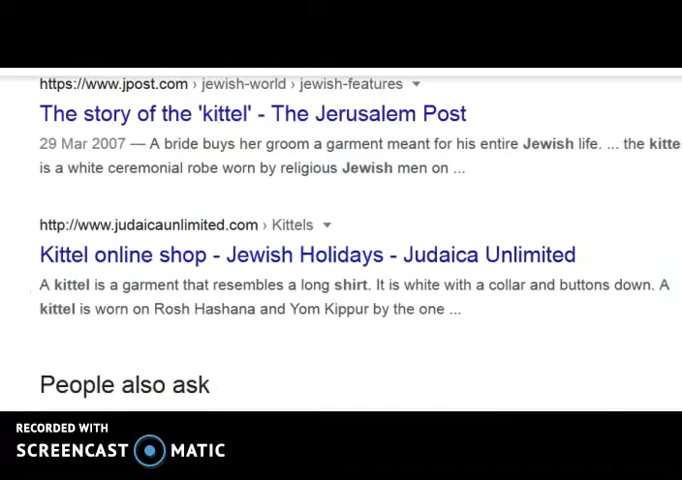 https://www.jpost.com › jewish-world › jewish-features
The story of the 'kittel' - The Jerusalem Post
29 Mar 2007 — A bride buys her groom a garment meant for his entire Jewish life. ... the kitte
is a white ceremonial robe worn by religious Jewish men on ...
http://www.judaicaunlimited.com › Kittels
Kittel online shop - Jewish Holidays - Judaica Unlimited
A kittel is a garment that resembles a long shirt. It is white with a collar and buttons down. A
kittel is worn on Rosh Hashana and Yom Kippur by the one ...
People also ask
RECORDED WITH
SCREENCAST MATIC